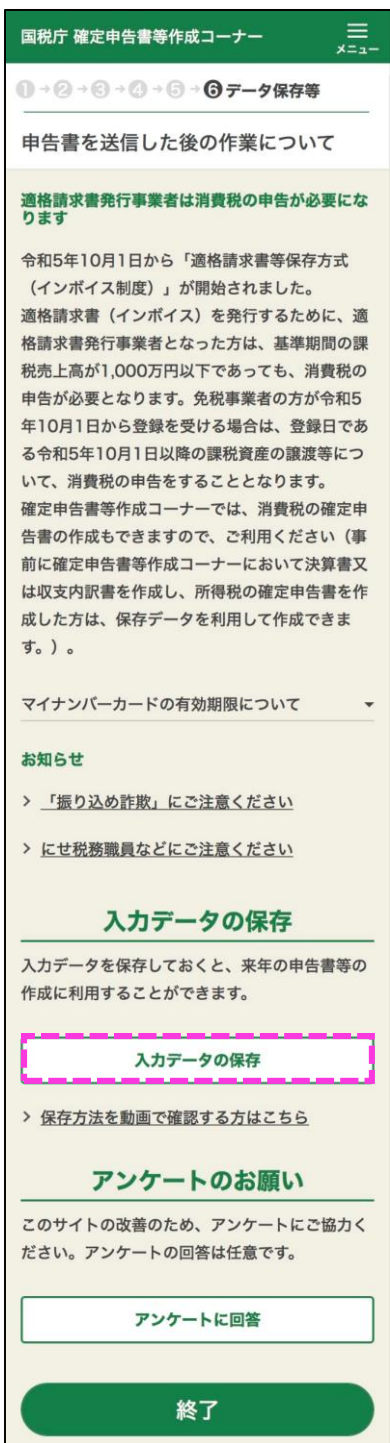 国税庁 確定申告書等作成コーナー
メニュー
1→2→3→4→5→6データ保存等
申告書を送信した後の作業について
適格請求書発行事業者は消費税の申告が必要にな
ります
令和5年10月1日から「適格請求書等保存方式
（インボイス制度）」が開始されました。
適格請求書（インボイス）を発行するために、適
格請求書発行事業者となった方は、基準期間の課
税売上高が1,000万円以下であっても、消費税の
申告が必要となります。免税事業者の方が令和5
年10月1日から登録を受ける場合は、登録日であ
る令和5年10月1日以降の課税資産の譲渡等につ
いて、消費税の申告をすることとなります。
確定申告書等作成コーナーでは、消費税の確定申
告書の作成もできますので、ご利用ください（事
前に確定申告書等作成コーナーにおいて決算書又
は収支内訳書を作成し、所得税の確定申告書を作
成した方は、保存データを利用して作成できま
す。）。
マイナンバーカードの有効期限について
お知らせ
> 「振り込め詐欺」にご注意ください
> にせ税務職員などにご注意ください
入力データの保存
入力データを保存しておくと、来年の申告書等の
作成に利用することができます。
入力データの保存
> 保存方法を動画で確認する方はこちら
アンケートのお願い
このサイトの改善のため、アンケートにご協力く
ださい。アンケートの回答は任意です。
アンケートに回答
終了